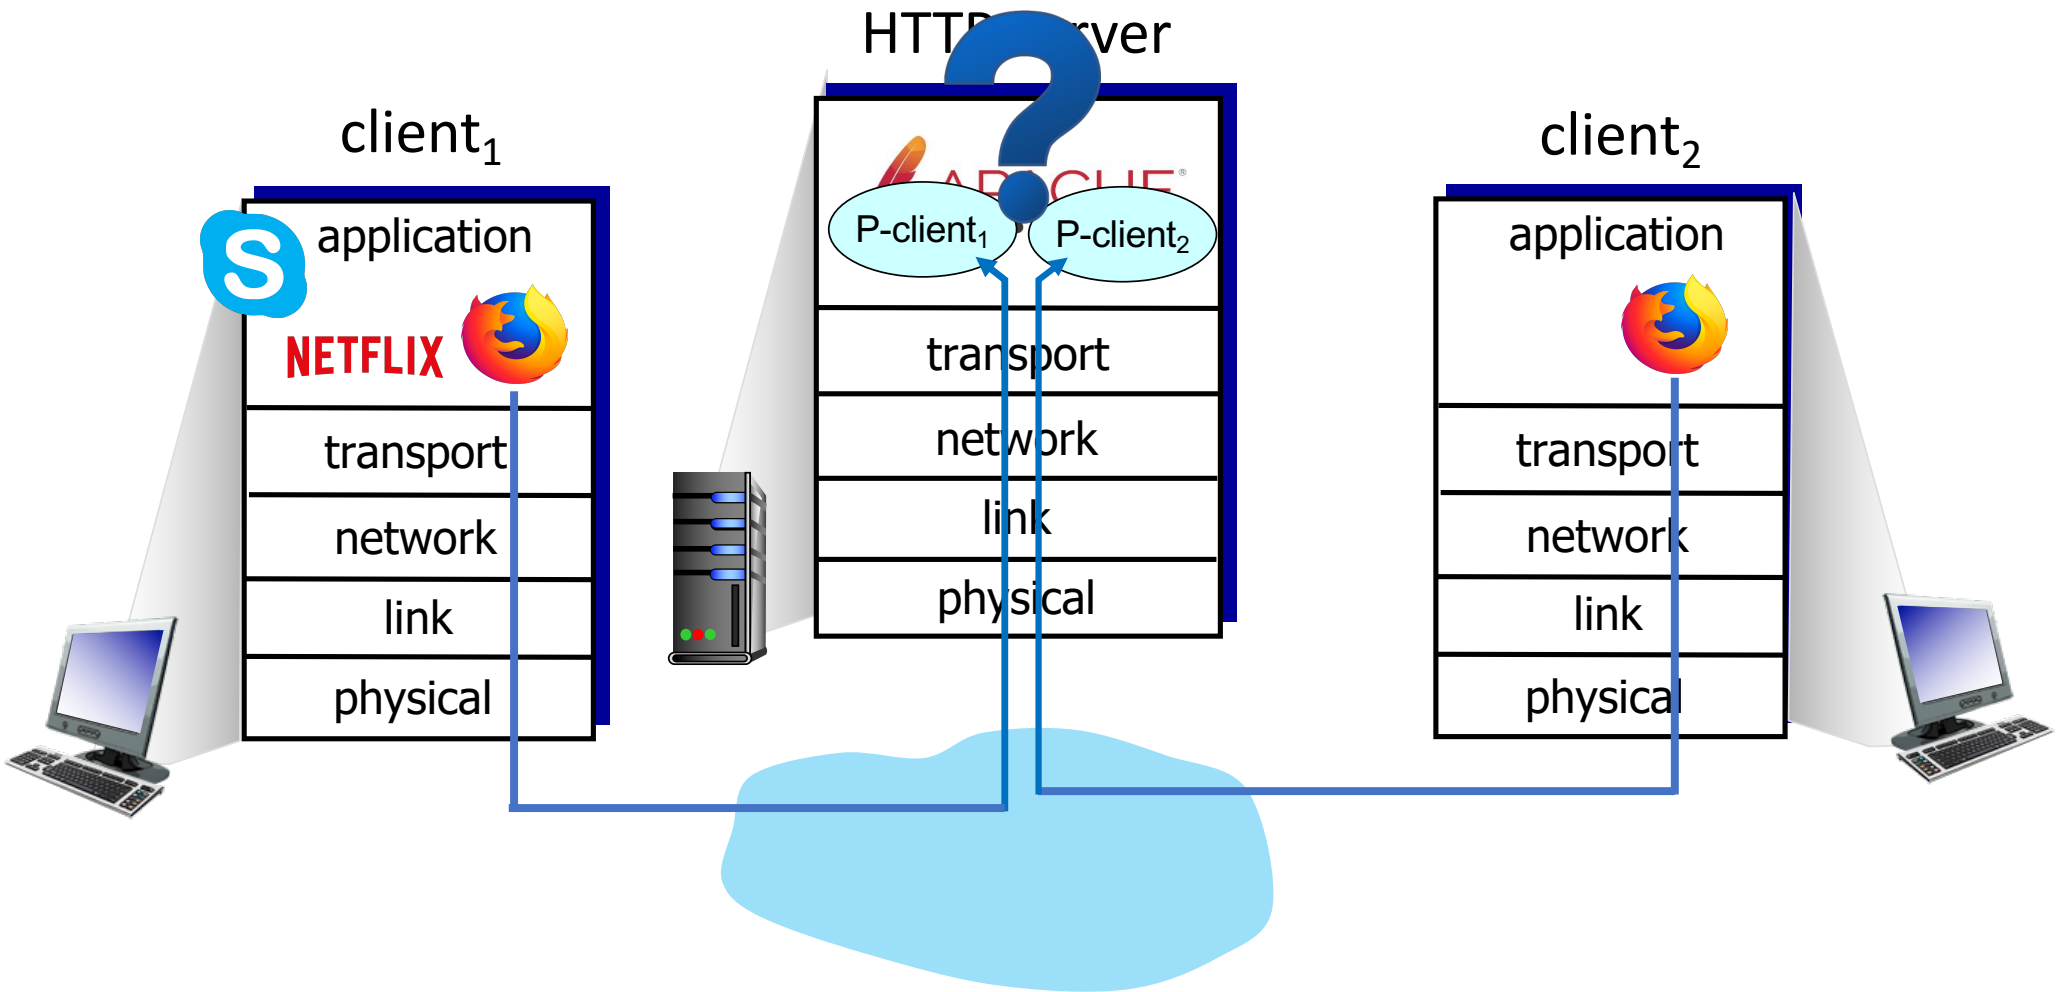 HTTP server
client1
client2
APACHE®
P-client1
P-client2
application
NETFLIX
transport
network
link
physical
transport
network
link
physical
application
transport
network
link
physical